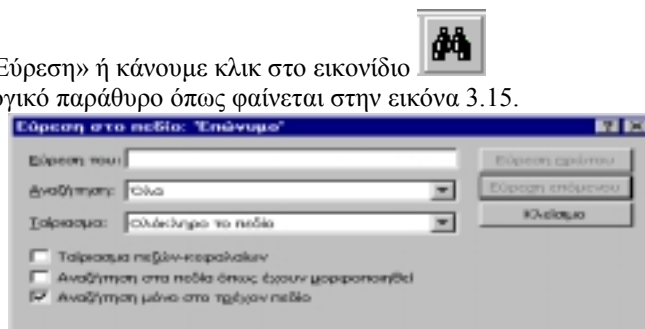 Εύρεση» ή κάνουμε κλικ στο εικονίδιο
γικό παράθυρο όπως φαίνεται στην εικόνα 3.15.
Εύρεση στο πεδίο: 'Επώνυμο'
Εύρεση του: Εύρεση πρώτου
Αναζήτηση: Όλα Εύρεση επόμενου
Ταίριασμα: Ολόκληρο το πεδίο Κλείσιμο
Ταίριασμα πεζών-κεφαλαίων
Αναζήτηση στα πεδία όπως έχουν μορφοποιηθεί
Αναζήτηση μόνο στο τρέχον πεδίο